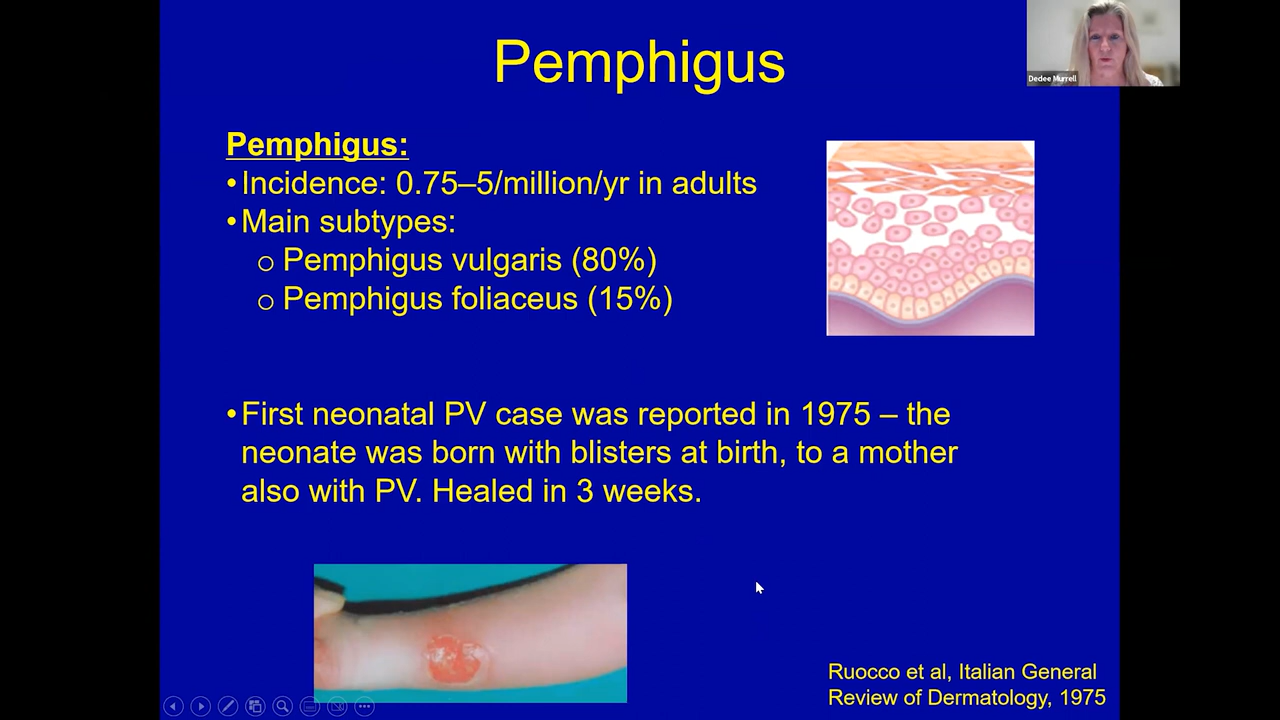 Pemphigus
Dedee Murrell
Pemphigus:
•Incidence: 0.75–5/million/yr in adults
•Main subtypes:
o Pemphigus vulgaris (80%)
o Pemphigus foliaceus (15%)
•First neonatal PV case was reported in 1975 – the
neonate was born with blisters at birth, to a mother
also with PV. Healed in 3 weeks.
Ruocco et al, Italian General
Review of Dermatology, 1975